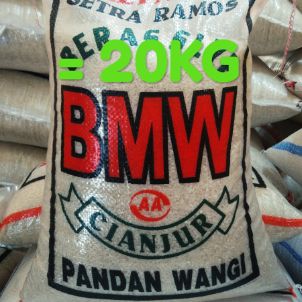 SETRA RAMOS
BERAS
= 20KG
BMW
AA
CIANJUR
PANDAN WANGI